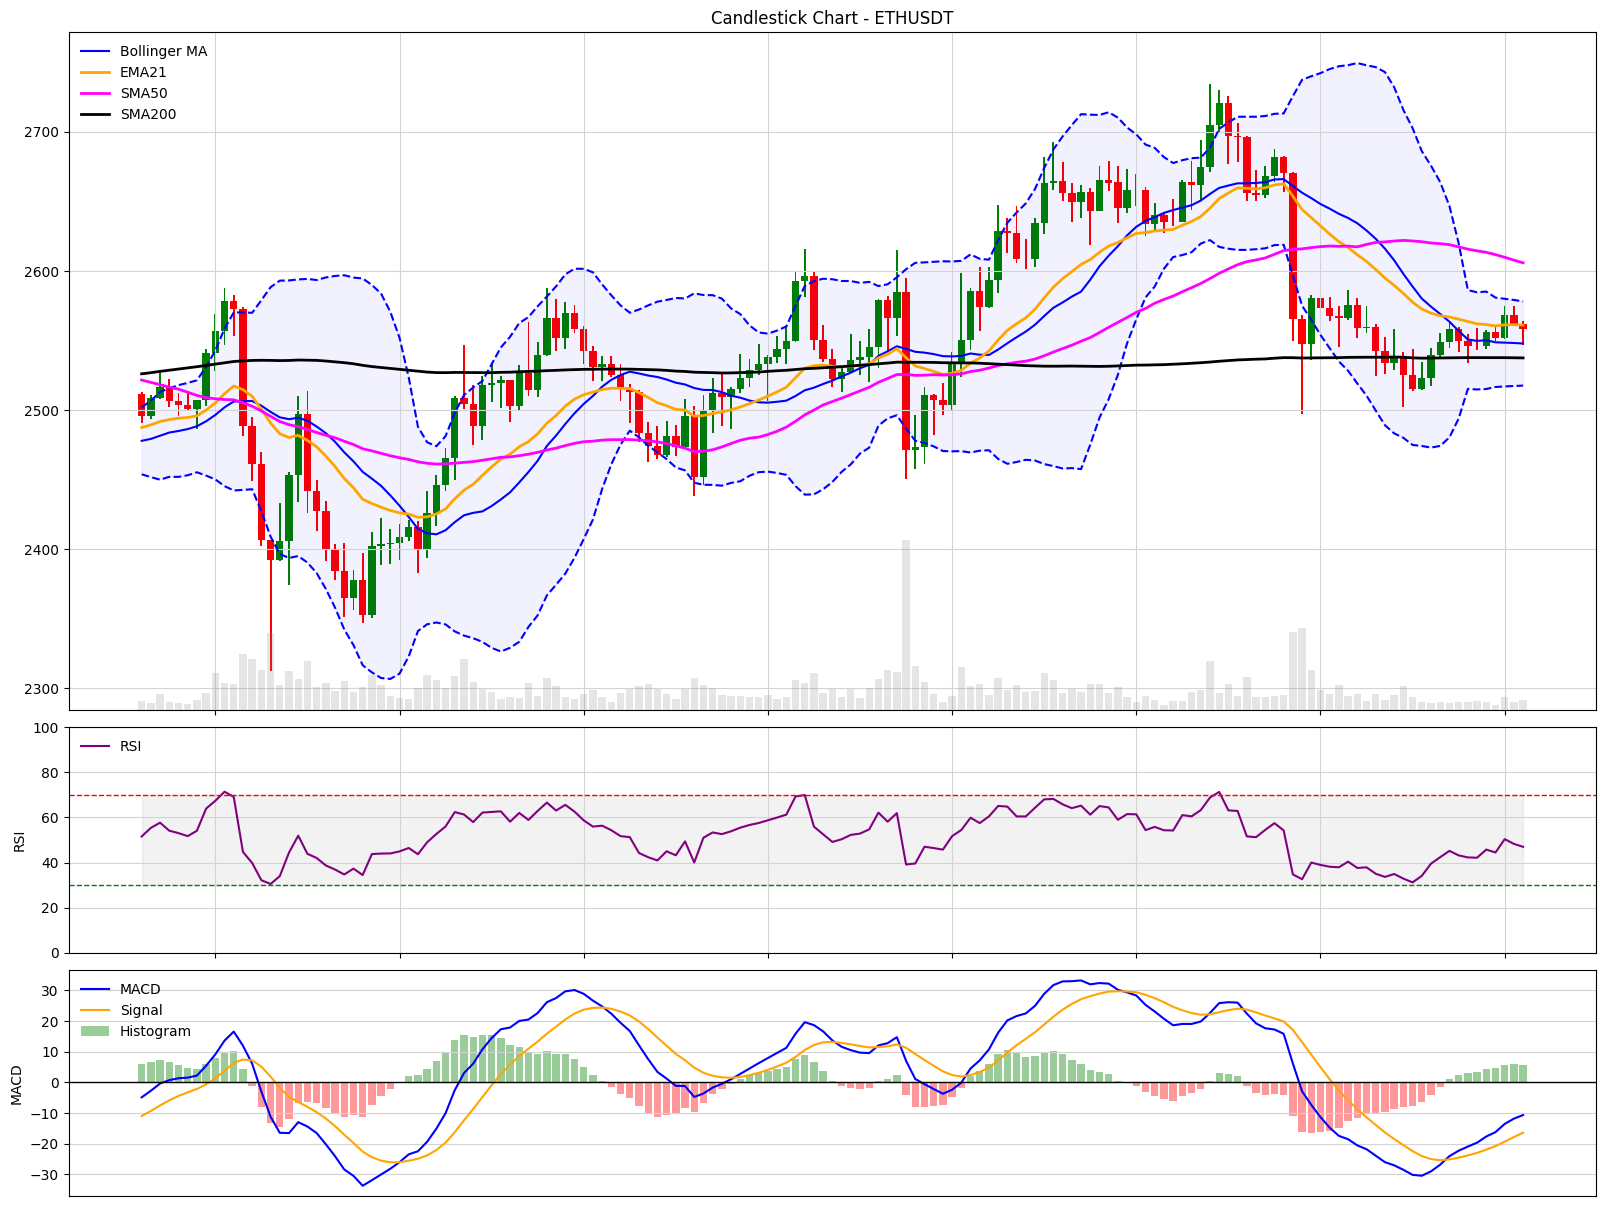 Candlestick Chart - ETHUSDT
Bollinger MA
EMA21
SMA50
SMA200
2700
2600
2500
2400
2300
100
80
60
40
20
0
RSI
RSI
30
20
10
0
−10
−20
−30
MACD
MACD
Signal
Histogram